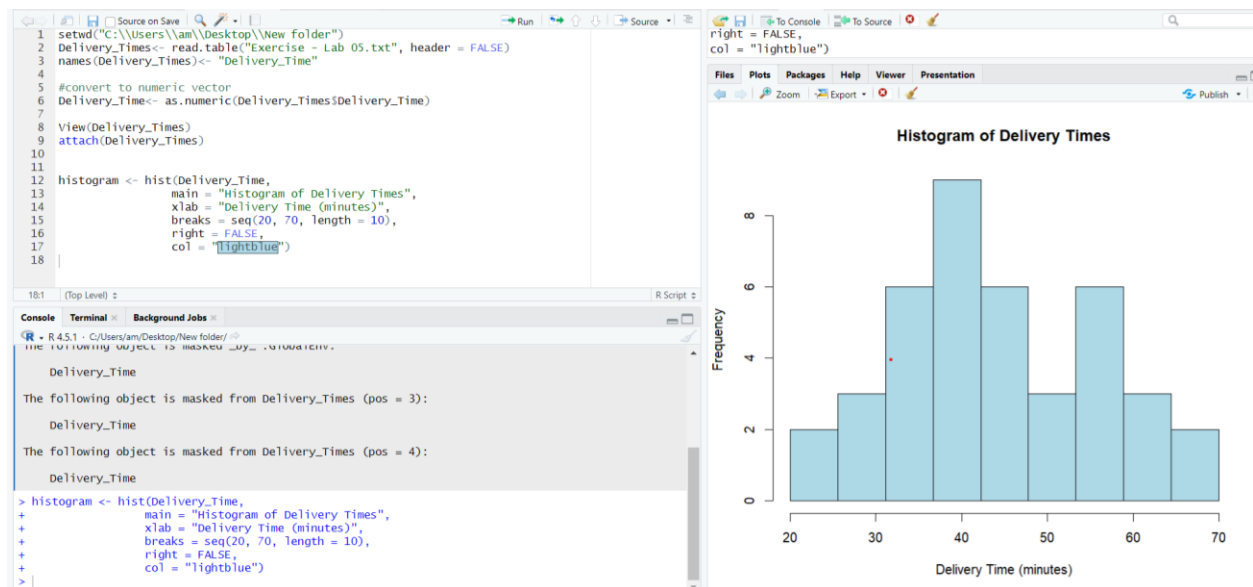 Source on Save
Run
Source
1 setwd("C:\\Users\\am\\Desktop\\New folder")
2 Delivery_Times<- read.table("Exercise - Lab 05.txt", header = FALSE)
3 names(Delivery_Times)<- "Delivery_Time"
4
5 #convert to numeric vector
6 Delivery_Time<- as.numeric(Delivery_Times$Delivery_Time)
7
8 View(Delivery_Times)
9 attach(Delivery_Times)
10
11
12 histogram <- hist(Delivery_Time,
13 main = "Histogram of Delivery Times",
14 xlab = "Delivery Time (minutes)",
15 breaks = seq(20, 70, length = 10),
16 right = FALSE,
17 col = "lightblue")
18
18:1 (Top Level) R Script
Console Terminal Background Jobs
R - R 4.5.1 · C:/Users/am/Desktop/New folder/
The following object is masked _by_ .GlobalEnv:
Delivery_Time
The following object is masked from Delivery_Times (pos = 3):
Delivery_Time
The following object is masked from Delivery_Times (pos = 4):
Delivery_Time
> histogram <- hist(Delivery_Time,
+ main = "Histogram of Delivery Times",
+ xlab = "Delivery Time (minutes)",
+ breaks = seq(20, 70, length = 10),
+ right = FALSE,
+ col = "lightblue")
>
To Console To Source
right = FALSE,
col = "lightblue")
Files Plots Packages Help Viewer Presentation
Zoom Export Publish
Histogram of Delivery Times
Frequency
8
6
4
2
0
20 30 40 50 60 70
Delivery Time (minutes)